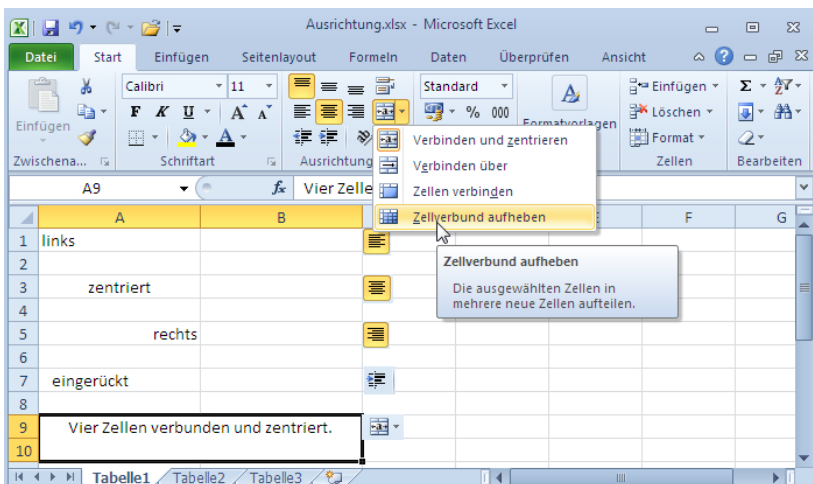 Ausrichtung.xlsx - Microsoft Excel
Datei Start Einfügen Seitenlayout Formeln Daten Überprüfen Ansicht
Calibri 11 Standard Einfügen Σ
Einfügen F K U A A % 000 Formatvorlagen Löschen
Format
Zwischena... Schriftart Ausrichtung Zellen Bearbeiten
Verbinden und zentrieren
Verbinden über
Zellen verbinden
Zellverbund aufheben
A9 fx Vier Zelle
A B E F G
Zellverbund aufheben
Die ausgewählten Zellen in
mehrere neue Zellen aufteilen.
1 links
2
3 zentriert
4
5 rechts
6
7 eingerückt
8
9 Vier Zellen verbunden und zentriert.
10
Tabelle1 Tabelle2 Tabelle3